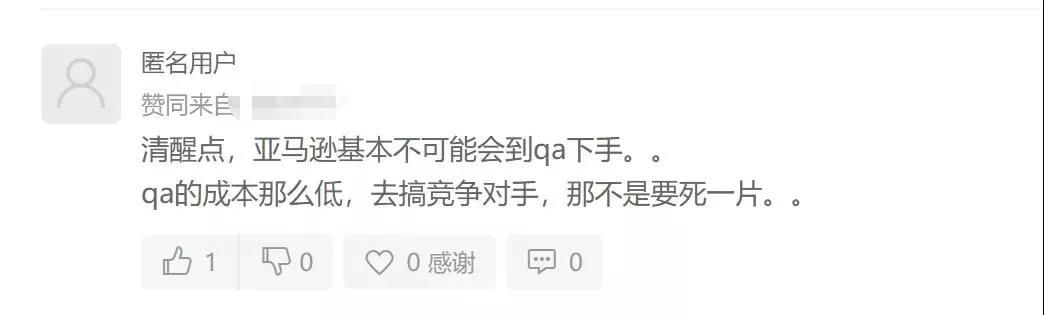 匿名用户
赞同来自
清醒点，亚马逊基本不可能会到qa下手。。
qa的成本那么低，去搞竞争对手，那不是要死一片。。
1 0 0 感谢 0